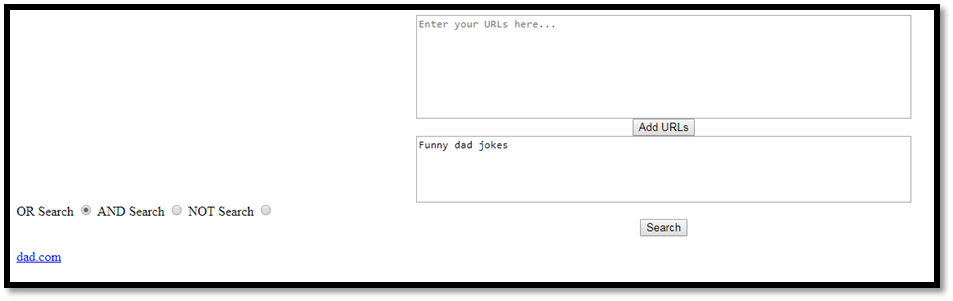 Enter your URLs here...
Add URLs
Funny dad jokes
OR Search AND Search NOT Search
Search
dad.com